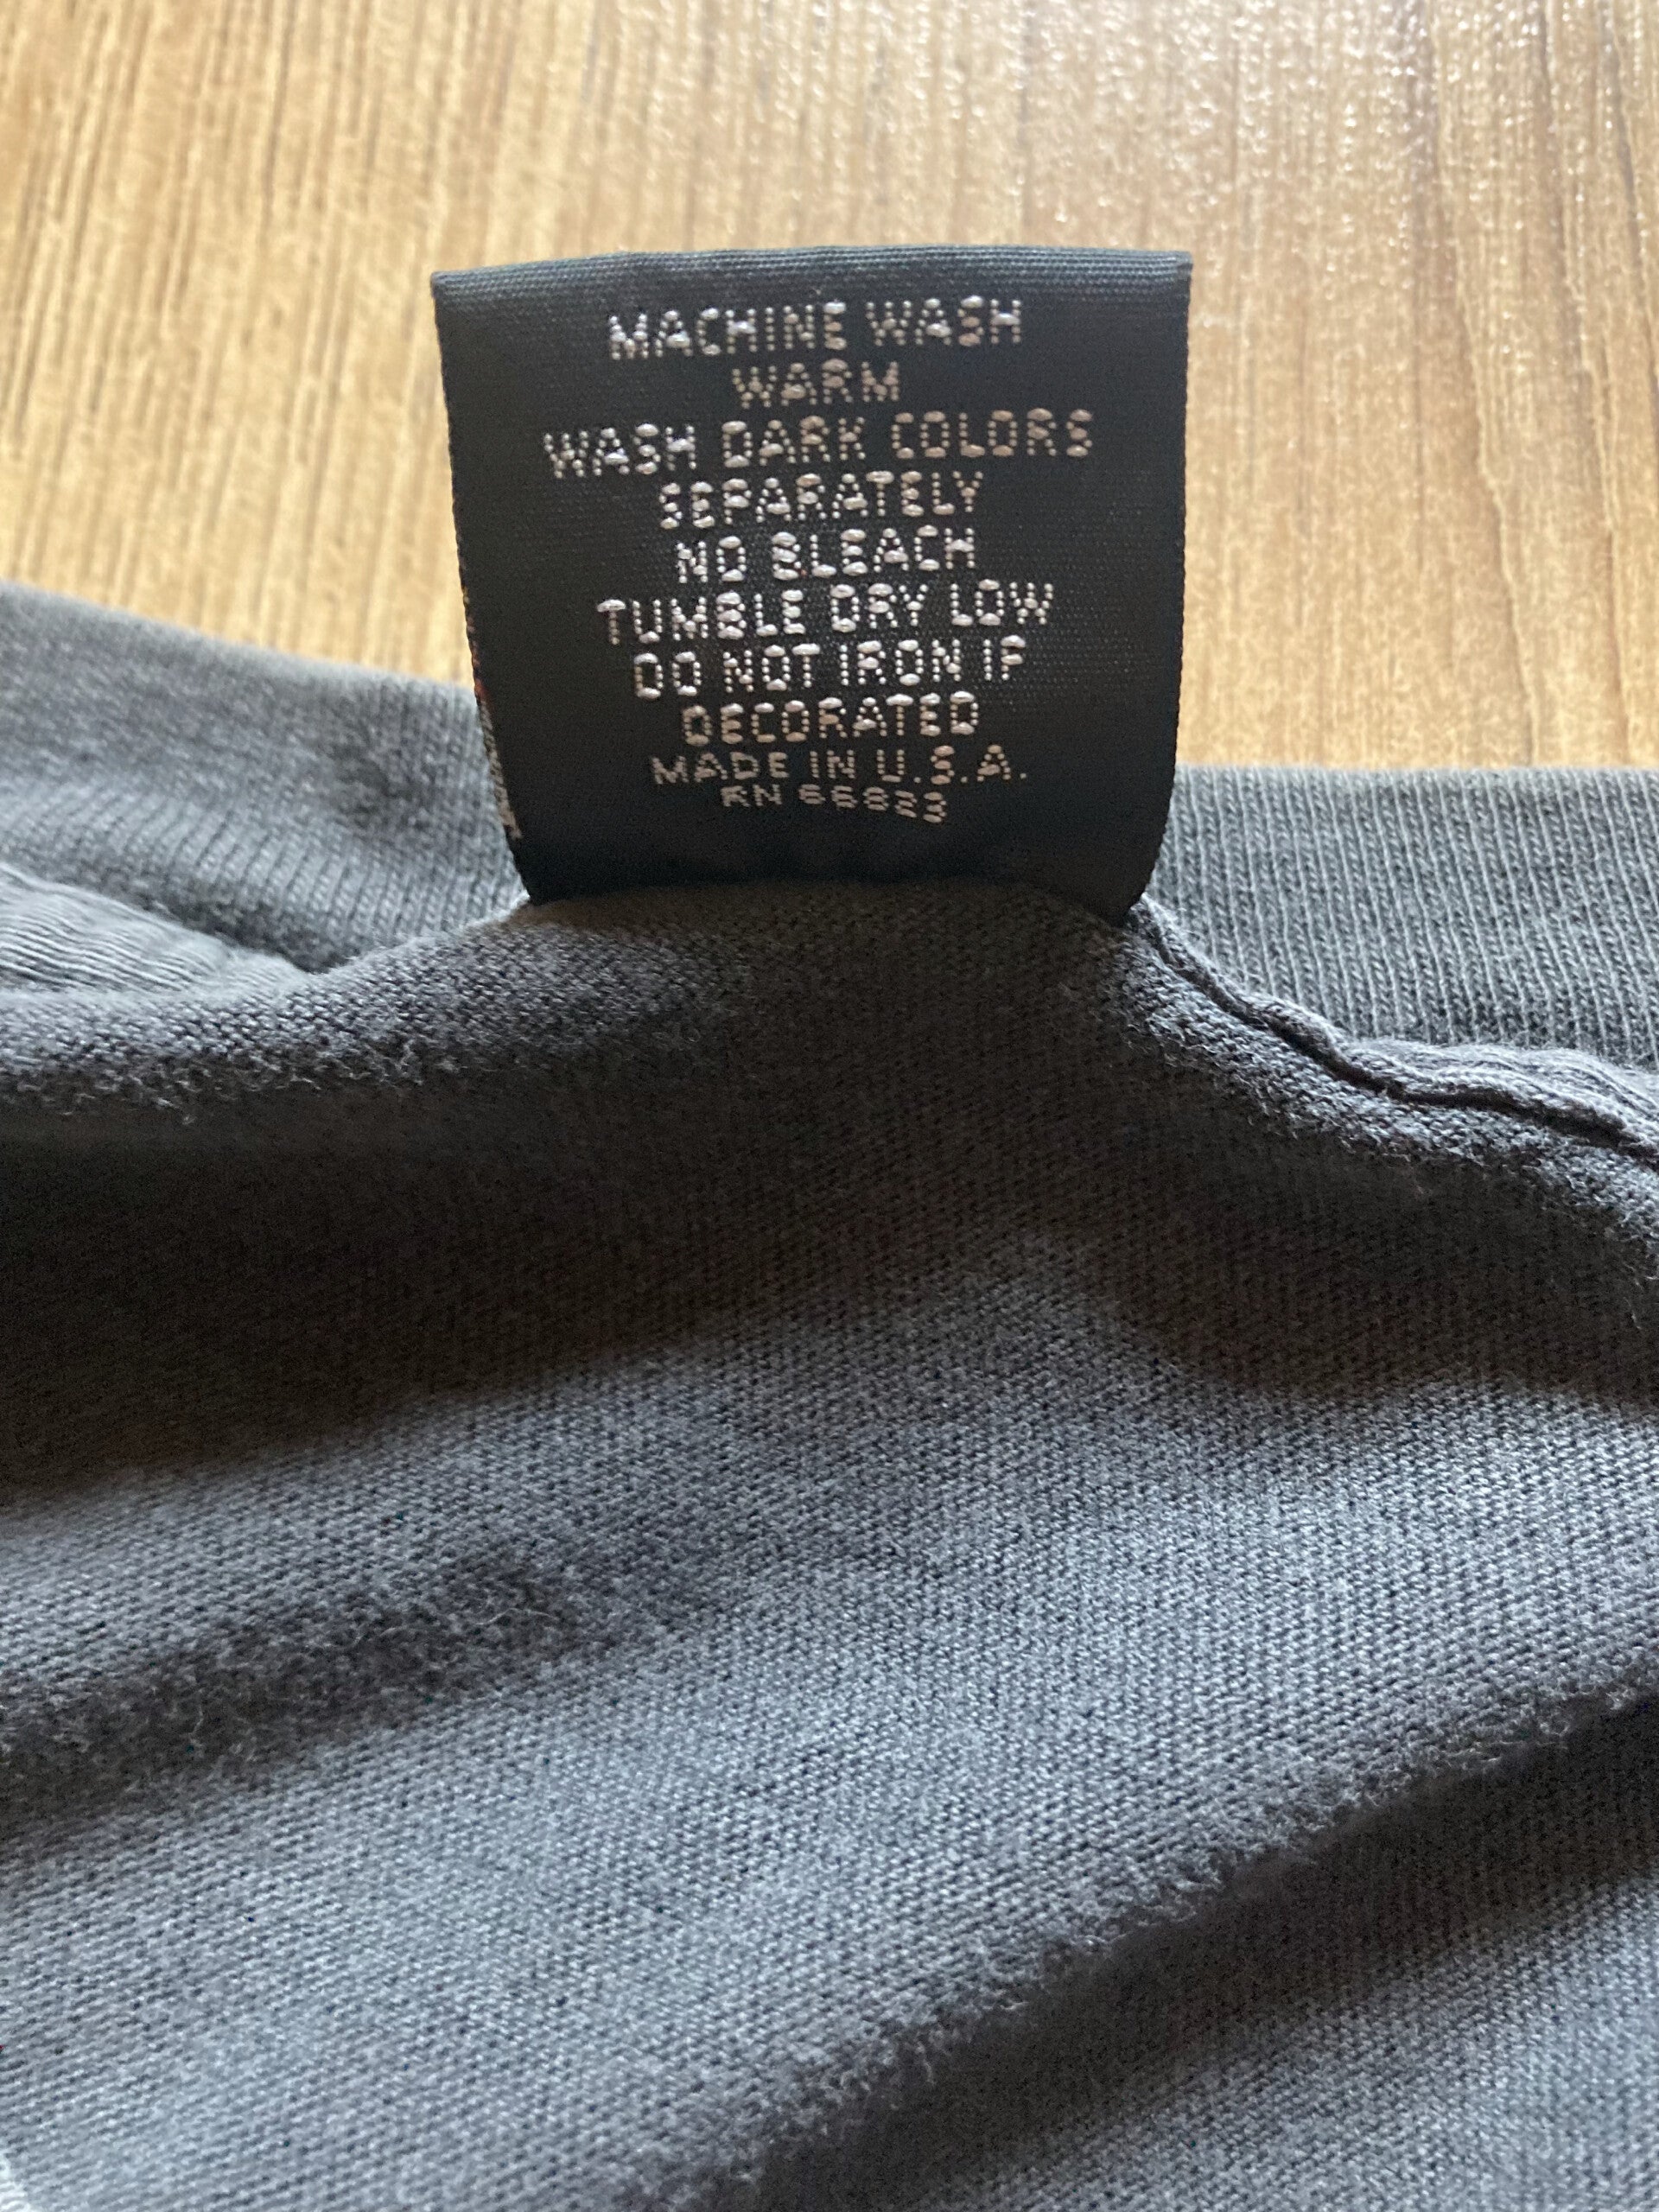 MACHINE WASH
WARM
WASH DARK COLORS
SEPARATELY
NO BLEACH
TUMBLE DRY LOW
DO NOT IRON IF
DECORATED
MADE IN U.S.A.
RN 66823